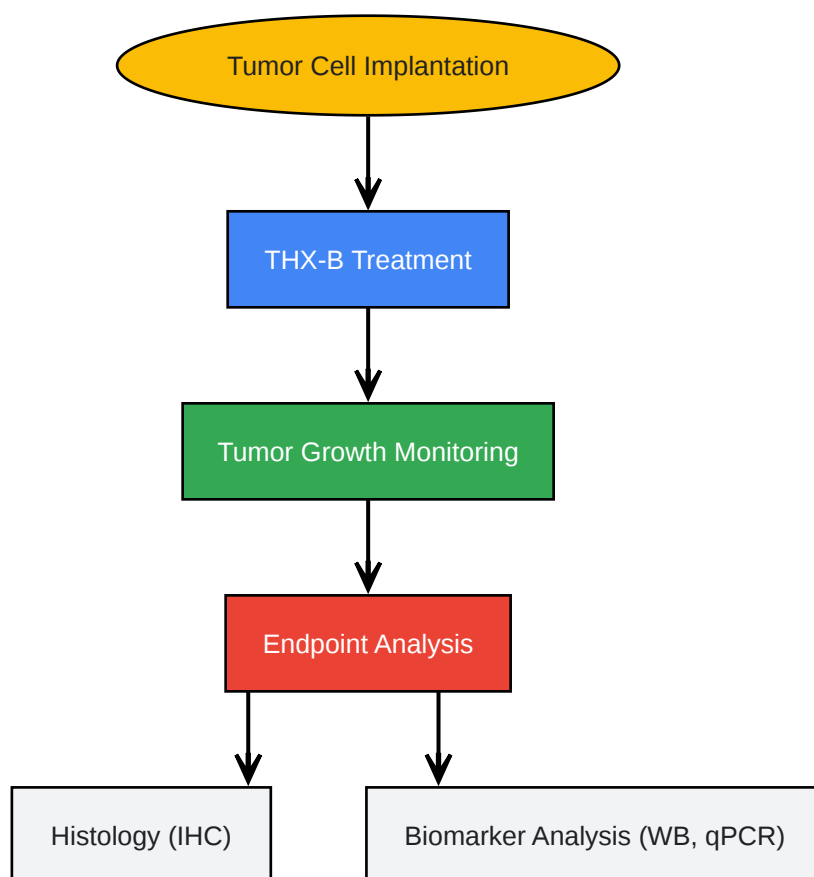 Tumor Cell Implantation
THX-B Treatment
Tumor Growth Monitoring
Endpoint Analysis
Histology (IHC)
Biomarker Analysis (WB, qPCR)